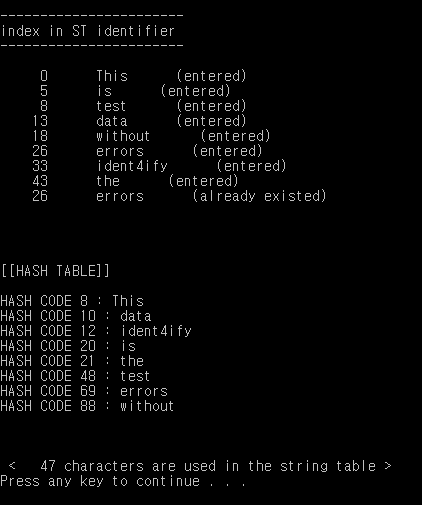 -----------------------
index in ST identifier
-----------------------
0 This (entered)
5 is (entered)
8 test (entered)
13 data (entered)
18 without (entered)
26 errors (entered)
33 ident4ify (entered)
43 the (entered)
26 errors (already existed)
[[HASH TABLE]]
HASH CODE 8 : This
HASH CODE 10 : data
HASH CODE 12 : ident4ify
HASH CODE 20 : is
HASH CODE 21 : the
HASH CODE 48 : test
HASH CODE 69 : errors
HASH CODE 88 : without
< 47 characters are used in the string table >
Press any key to continue . . .